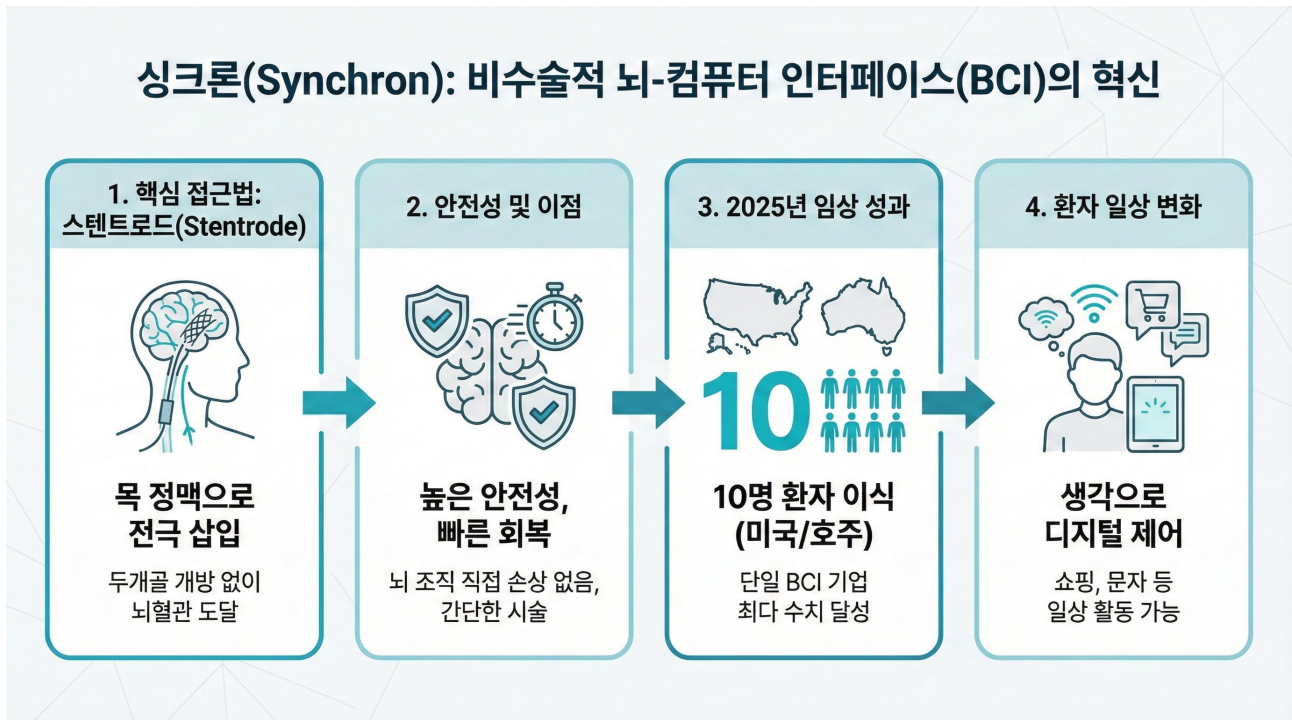 싱크론(Synchron): 비수술적 뇌-컴퓨터 인터페이스(BCI)의 혁신
1. 핵심 접근법:
스텐트로드(Stentrode)
목 정맥으로
전극 삽입
두개골 개방 없이
뇌혈관 도달
2. 안전성 및 이점
높은 안전성,
빠른 회복
뇌 조직 직접 손상 없음,
간단한 시술
3. 2025년 임상 성과
10
10명 환자 이식
(미국/호주)
단일 BCI 기업
최다 수치 달성
4. 환자 일상 변화
생각으로
디지털 제어
쇼핑, 문자 등
일상 활동 가능